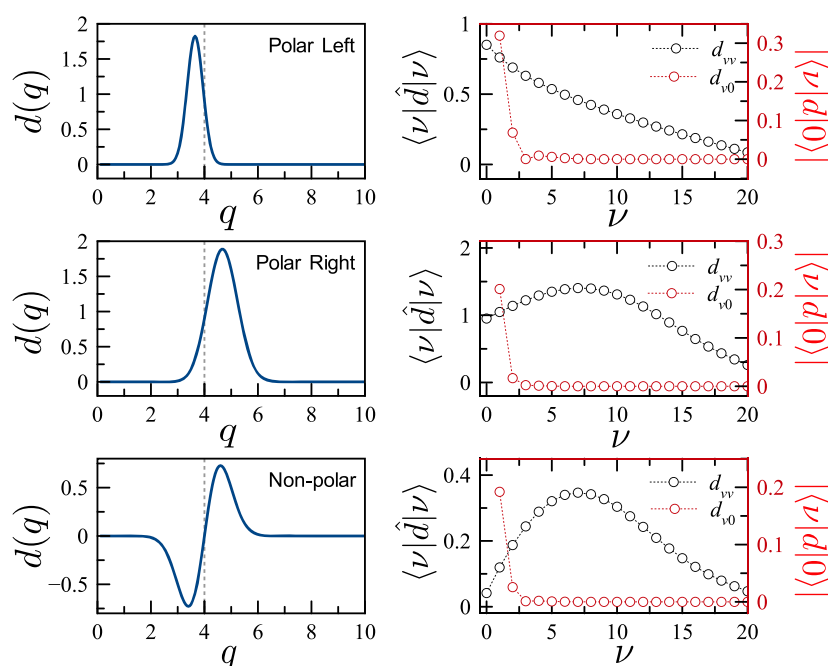 Polar Left
d(q)
2
1.5
1
0.5
0
0 2 4 6 8 10
q
⟨ν|d̂|ν⟩
1
0.5
0
d_vv
d_v0
0.3
0.2
0.1
0
|⟨ν|d|0⟩|
0 5 10 15 20
ν
Polar Right
d(q)
2
1.5
1
0.5
0
0 2 4 6 8 10
q
⟨ν|d̂|ν⟩
2
1
0
d_vv
d_v0
0.3
0.2
0.1
0
|⟨ν|d|0⟩|
0 5 10 15 20
ν
Non-polar
d(q)
0.5
0
−0.5
0 2 4 6 8 10
q
⟨ν|d̂|ν⟩
0.4
0.2
0
d_vv
d_v0
0.2
0.1
0
|⟨ν|d|0⟩|
0 5 10 15 20
ν